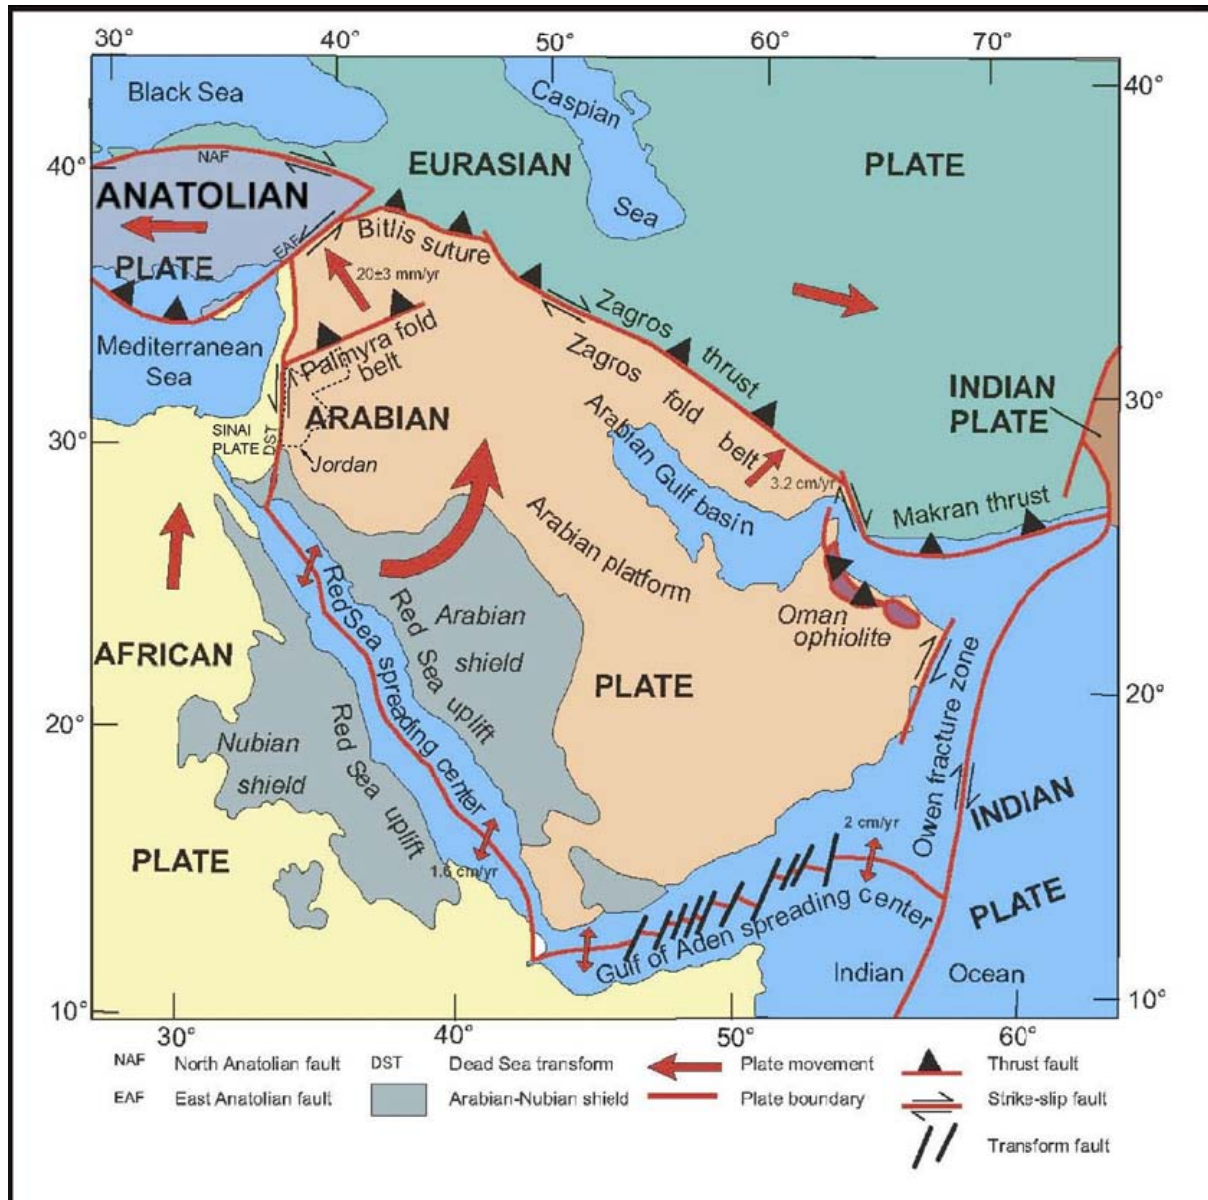 30°
40°
50°
60°
70°
Black Sea
Caspian
Sea
40°
40°
NAF
EURASIAN
PLATE
ANATOLIAN
PLATE
EAF
Bitlis suture
20±3 mm/yr
Zagros thrust
Zagros fold belt
Mediterranean
Sea
Palmyra fold
belt
INDIAN
PLATE
30°
30°
ARABIAN
SINAI
PLATE
DST
Jordan
Arabian Gulf basin
3.2 cm/yr
Makran thrust
Arabian platform
Red Sea spreading center
Red Sea uplift
Arabian
shield
Oman
ophiolite
AFRICAN
PLATE
20°
20°
Nubian
shield
Red Sea uplift
Owen fracture zone
INDIAN
PLATE
2 cm/yr
1.6 cm/yr
PLATE
Gulf of Aden spreading center
Indian Ocean
10°
10°
30°
40°
50°
60°
NAF North Anatolian fault DST Dead Sea transform Plate movement Thrust fault
EAF East Anatolian fault Arabian-Nubian shield Plate boundary Strike-slip fault
Transform fault